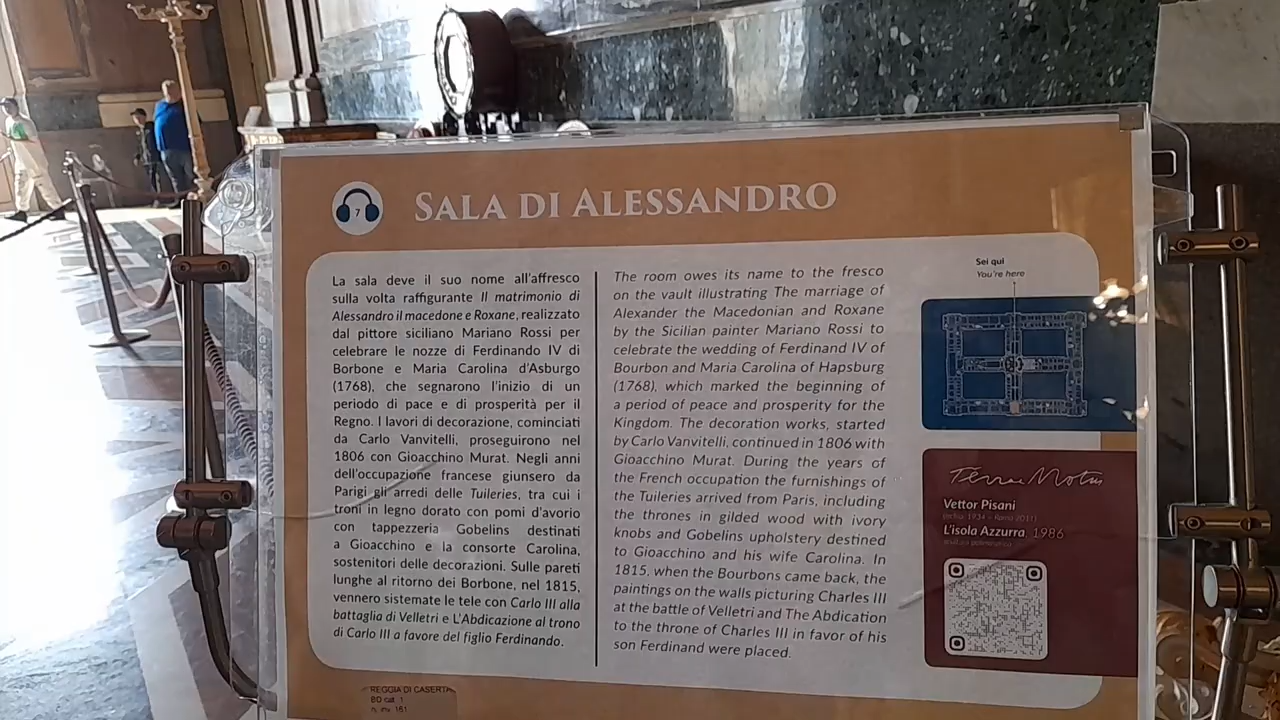 7
SALA DI ALESSANDRO
La sala deve il suo nome all'affresco
sulla volta raffigurante Il matrimonio di
Alessandro il macedone e Roxane, realizzato
dal pittore siciliano Mariano Rossi per
celebrare le nozze di Ferdinando IV di
Borbone e Maria Carolina d'Asburgo
(1768), che segnarono l'inizio di un
periodo di pace e di prosperità per il
Regno. I lavori di decorazione, cominciati
da Carlo Vanvitelli, proseguirono nel
1806 con Gioacchino Murat. Negli anni
dell'occupazione francese giunsero da
Parigi gli arredi delle Tuileries, tra cui i
troni in legno dorato con pomi d'avorio
con tappezzeria Gobelins destinati
a Gioacchino e la consorte Carolina,
sostenitori delle decorazioni. Sulle pareti
lunghe al ritorno dei Borbone, nel 1815,
vennero sistemate le tele con Carlo III alla
battaglia di Velletri e L'Abdicazione al trono
di Carlo III a favore del figlio Ferdinando.
The room owes its name to the fresco
on the vault illustrating The marriage of
Alexander the Macedonian and Roxane
by the Sicilian painter Mariano Rossi to
celebrate the wedding of Ferdinand IV of
Bourbon and Maria Carolina of Hapsburg
(1768), which marked the beginning of
a period of peace and prosperity for the
Kingdom. The decoration works, started
by Carlo Vanvitelli, continued in 1806 with
Gioacchino Murat. During the years of
the French occupation the furnishings of
the Tuileries arrived from Paris, including
the thrones in gilded wood with ivory
knobs and Gobelins upholstery destined
to Gioacchino and his wife Carolina. In
1815, when the Bourbons came back, the
paintings on the walls picturing Charles III
at the battle of Velletri and The Abdication
to the throne of Charles III in favor of his
son Ferdinand were placed.
Sei qui
You're here
Terrae Motus
Vettor Pisani
L'isola Azzurra, 1986
REGGIA DI CASERTA
BD cat. 1
n. inv. 161